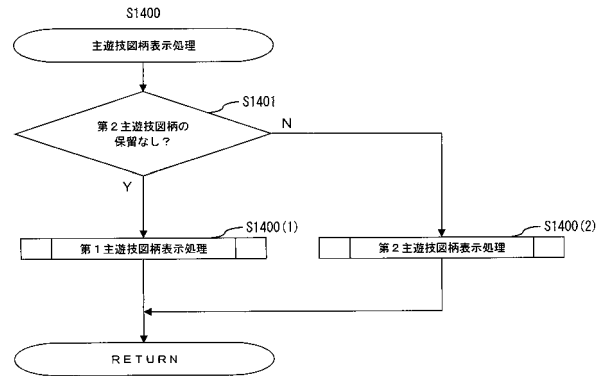 S1400
主遊技図柄表示処理
S1401
第2主遊技図柄の
保留なし?
N
Y
S1400(1)
第1主遊技図柄表示処理
S1400(2)
第2主遊技図柄表示処理
RETURN